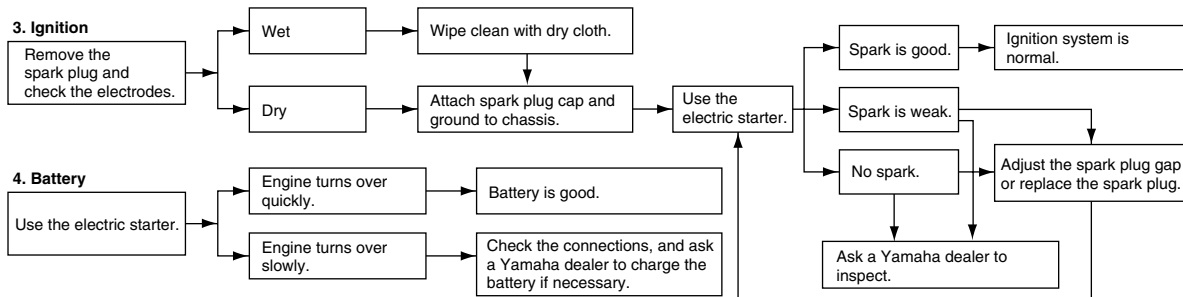 3. Ignition
Remove the
spark plug and
check the electrodes.
Wet
Wipe clean with dry cloth.
Dry
Attach spark plug cap and
ground to chassis.
Use the
electric starter.
Spark is good.
Ignition system is
normal.
Spark is weak.
No spark.
Adjust the spark plug gap
or replace the spark plug.
Ask a Yamaha dealer to
inspect.
4. Battery
Use the electric starter.
Engine turns over
quickly.
Battery is good.
Engine turns over
slowly.
Check the connections, and ask
a Yamaha dealer to charge the
battery if necessary.